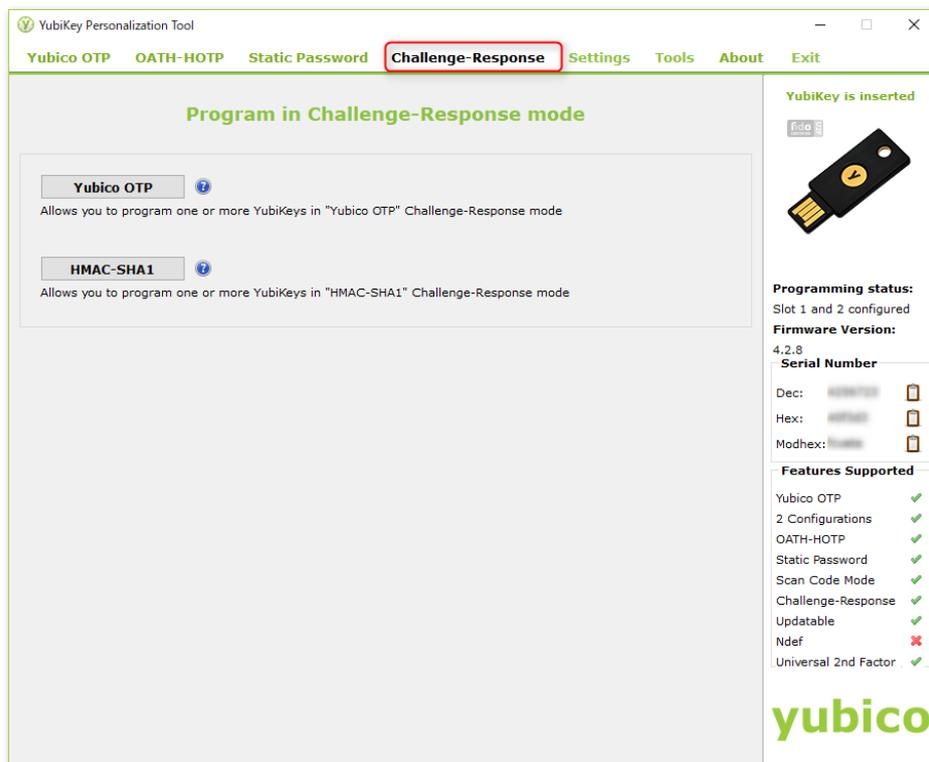 YubiKey Personalization Tool
Yubico OTP OATH-HOTP Static Password Challenge-Response Settings Tools About Exit
Program in Challenge-Response mode
Yubico OTP
Allows you to program one or more YubiKeys in "Yubico OTP" Challenge-Response mode
HMAC-SHA1
Allows you to program one or more YubiKeys in "HMAC-SHA1" Challenge-Response mode
YubiKey is inserted
fido
Programming status:
Slot 1 and 2 configured
Firmware Version:
4.2.8
Serial Number
Dec:
Hex:
Modhex:
Features Supported
Yubico OTP
2 Configurations
OATH-HOTP
Static Password
Scan Code Mode
Challenge-Response
Updatable
Ndef
Universal 2nd Factor
yubico